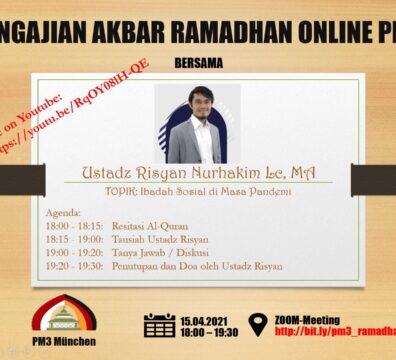 NGAJIAN AKBAR RAMADHAN ONLINE P
BERSAMA
on Youtube:
tps://youtu.be/RqOY08lH-QE
Ustadz Risyan Nurhakim Lc, MA
TOPIK: Ibadah Sosial di Masa Pandemi
Agenda:
18:00 - 18:15: Resitasi Al-Quran
18:15 - 19:00: Tausiah Ustadz Risyan
19:00 - 19:20: Tanya Jawab / Diskusi
19:20 - 19:30: Penutupan dan Doa oleh Ustadz Risyan
PM3 München
15.04.2021
18:00 – 19:30
ZOOM-Meeting
http://bit.ly/pm3_ramadha